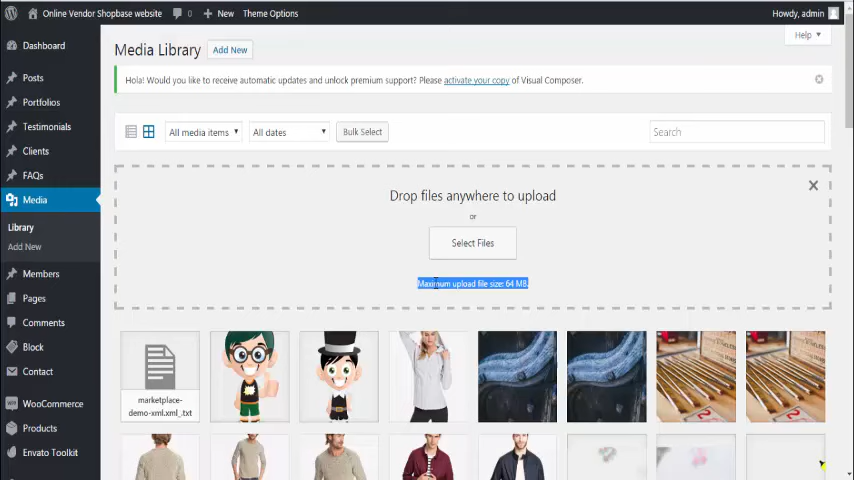 Online Vendor Shopbase website 0 New Theme Options Howdy, admin
Help
Media Library Add New
Hola! Would you like to receive automatic updates and unlock premium support? Please activate your copy of Visual Composer.
All media items All dates Bulk Select Search
Drop files anywhere to upload
or
Select Files
Maximum upload file size: 64 MB.
marketplace-
demo-xml.xml_.txt
Dashboard
Posts
Portfolios
Testimonials
Clients
FAQs
Media
Library
Add New
Members
Pages
Comments
Block
Contact
WooCommerce
Products
Envato Toolkit